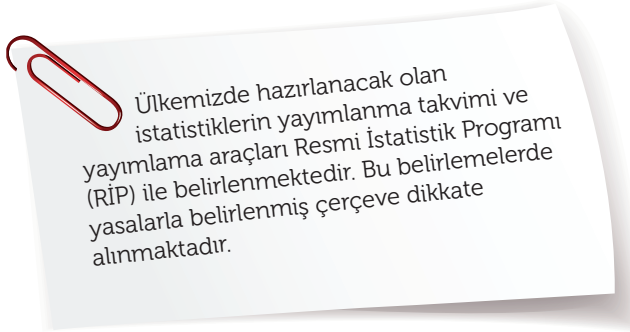 Ülkemizde hazırlanacak olan
istatistiklerin yayımlanma takvimi ve
yayımlama araçları Resmi İstatistik Programı
(RİP) ile belirlenmektedir. Bu belirlemelerde
yasalarla belirlenmiş çerçeve dikkate
alınmaktadır.